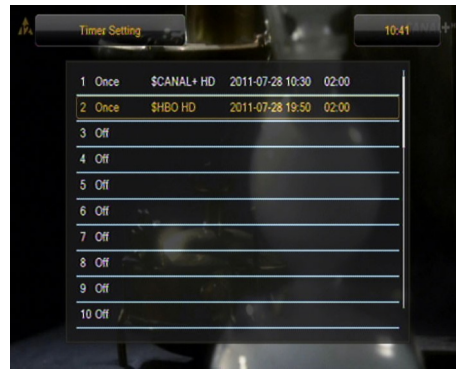 Timer Setting
10:41
1 Once $CANAL+ HD 2011-07-28 10:30 02:00
2 Once $HBO HD 2011-07-28 19:50 02:00
3 Off
4 Off
5 Off
6 Off
7 Off
8 Off
9 Off
10 Off